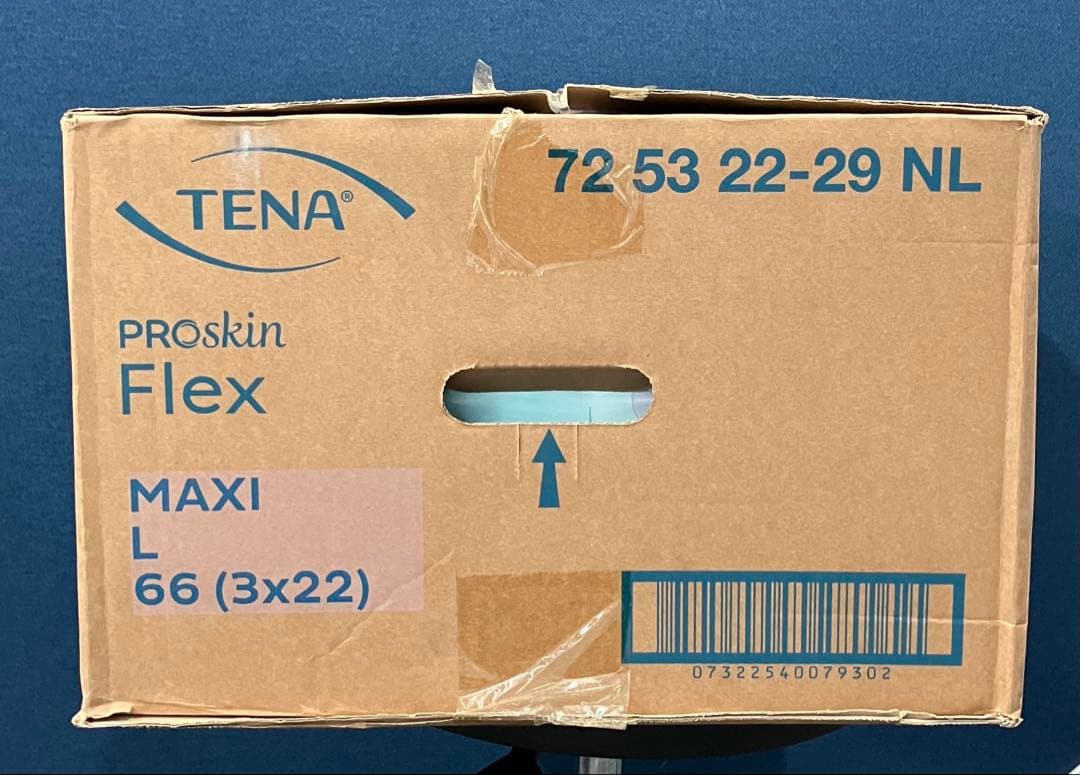 TENA®
72 53 22-29 NL
PROskin
Flex
MAXI
L
66 (3x22)
07322540079302